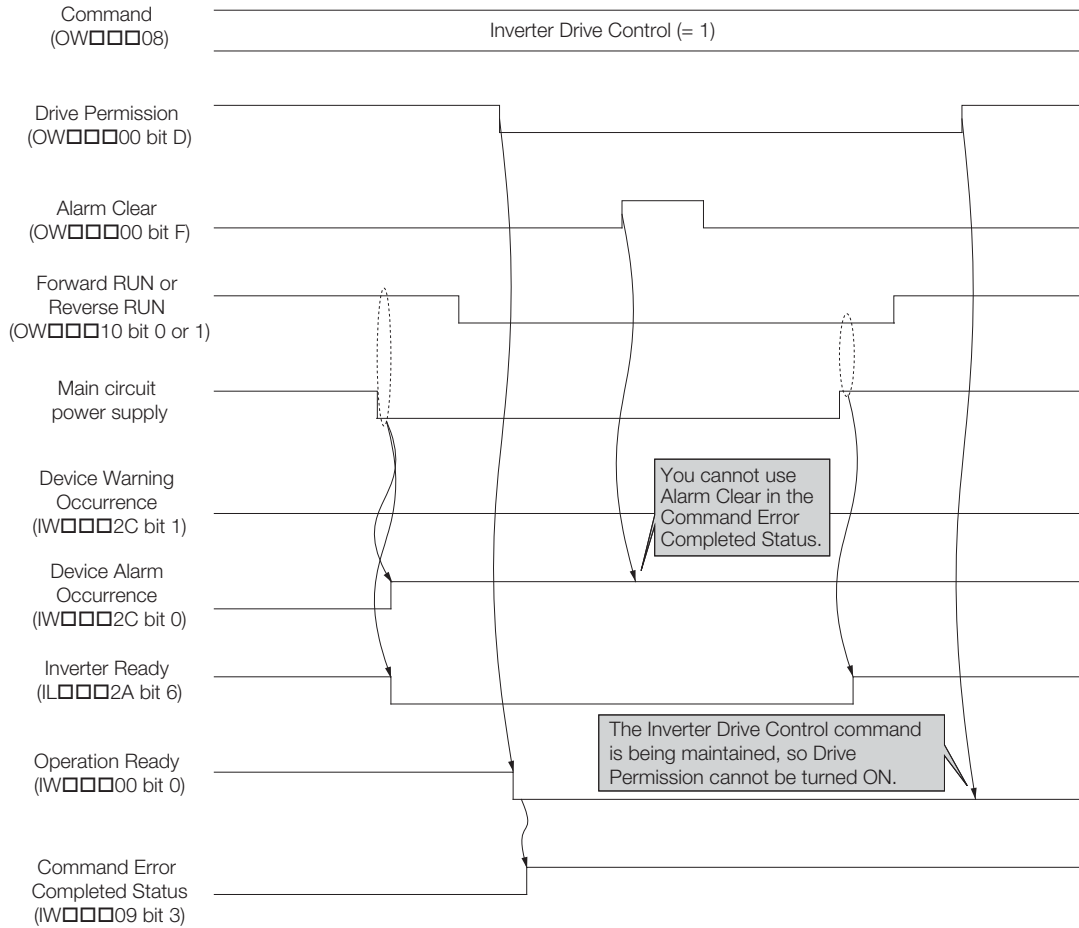 Command
(OW□□□08)
Inverter Drive Control (= 1)
Drive Permission
(OW□□□00 bit D)
Alarm Clear
(OW□□□00 bit F)
Forward RUN or
Reverse RUN
(OW□□□10 bit 0 or 1)
Main circuit
power supply
Device Warning
Occurrence
(IW□□□2C bit 1)
You cannot use
Alarm Clear in the
Command Error
Completed Status.
Device Alarm
Occurrence
(IW□□□2C bit 0)
Inverter Ready
(IL□□□2A bit 6)
The Inverter Drive Control command
is being maintained, so Drive
Permission cannot be turned ON.
Operation Ready
(IW□□□00 bit 0)
Command Error
Completed Status
(IW□□□09 bit 3)